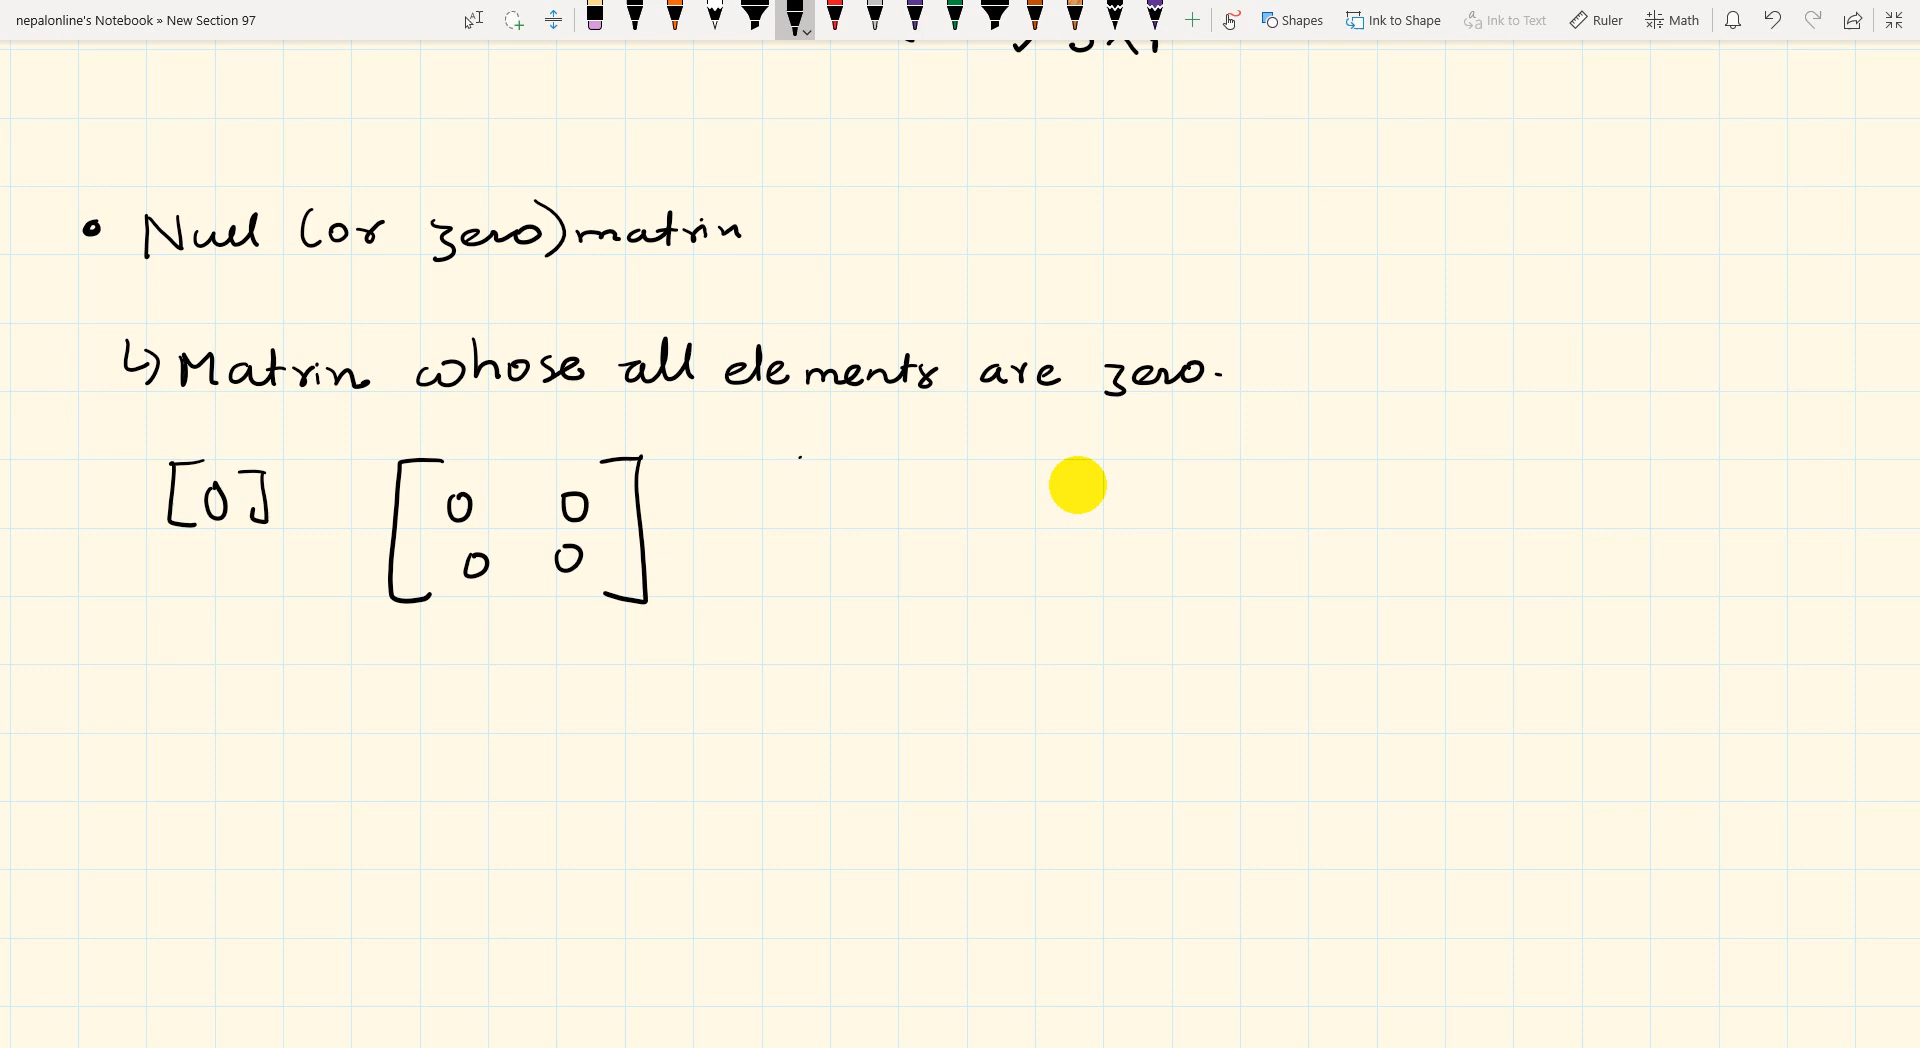 nepalonline's Notebook » New Section 97 Shapes Ink to Shape Ink to Text Ruler Math
• Null (or zero) matrix
↳ Matrix whose all elements are zero.
[0] [0 0
0 0]